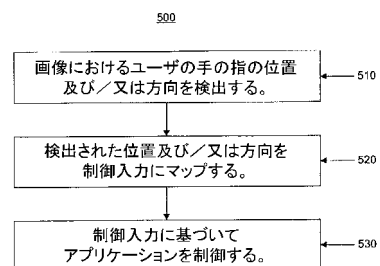 500
画像におけるユーザの手の指の位置
及び／又は方向を検出する。
510
検出された位置及び／又は方向を
制御入力にマップする。
520
制御入力に基づいて
アプリケーションを制御する。
530